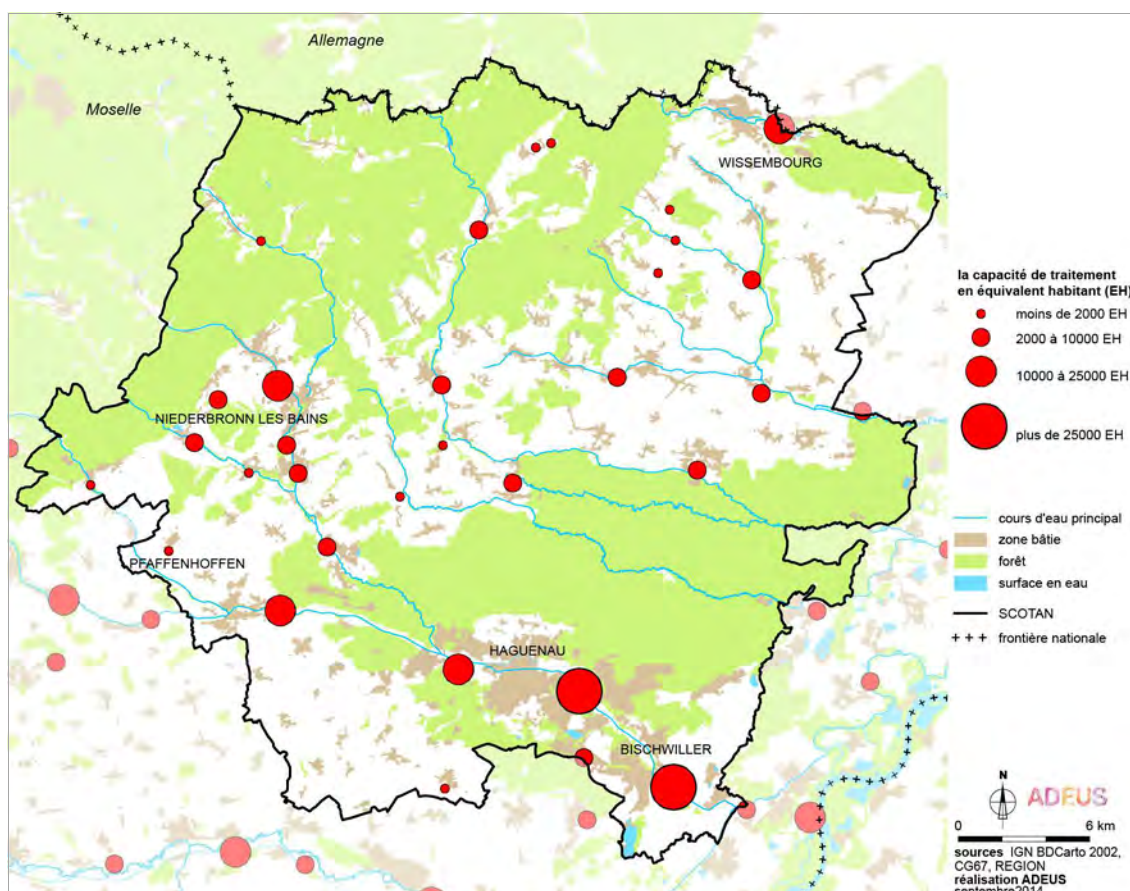 Allemagne
Moselle
WISSEMBOURG
NIEDERBRONN LES BAINS
PFAFFENHOFFEN
HAGUENAU
BISCHWILLER
la capacité de traitement
en équivalent habitant (EH)
moins de 2000 EH
2000 à 10000 EH
10000 à 25000 EH
plus de 25000 EH
cours d'eau principal
zone bâtie
forêt
surface en eau
SCOTAN
frontière nationale
N
ADEUS
0 6 km
sources IGN BDCarto 2002,
CG67, REGION
réalisation ADEUS
septembre2014